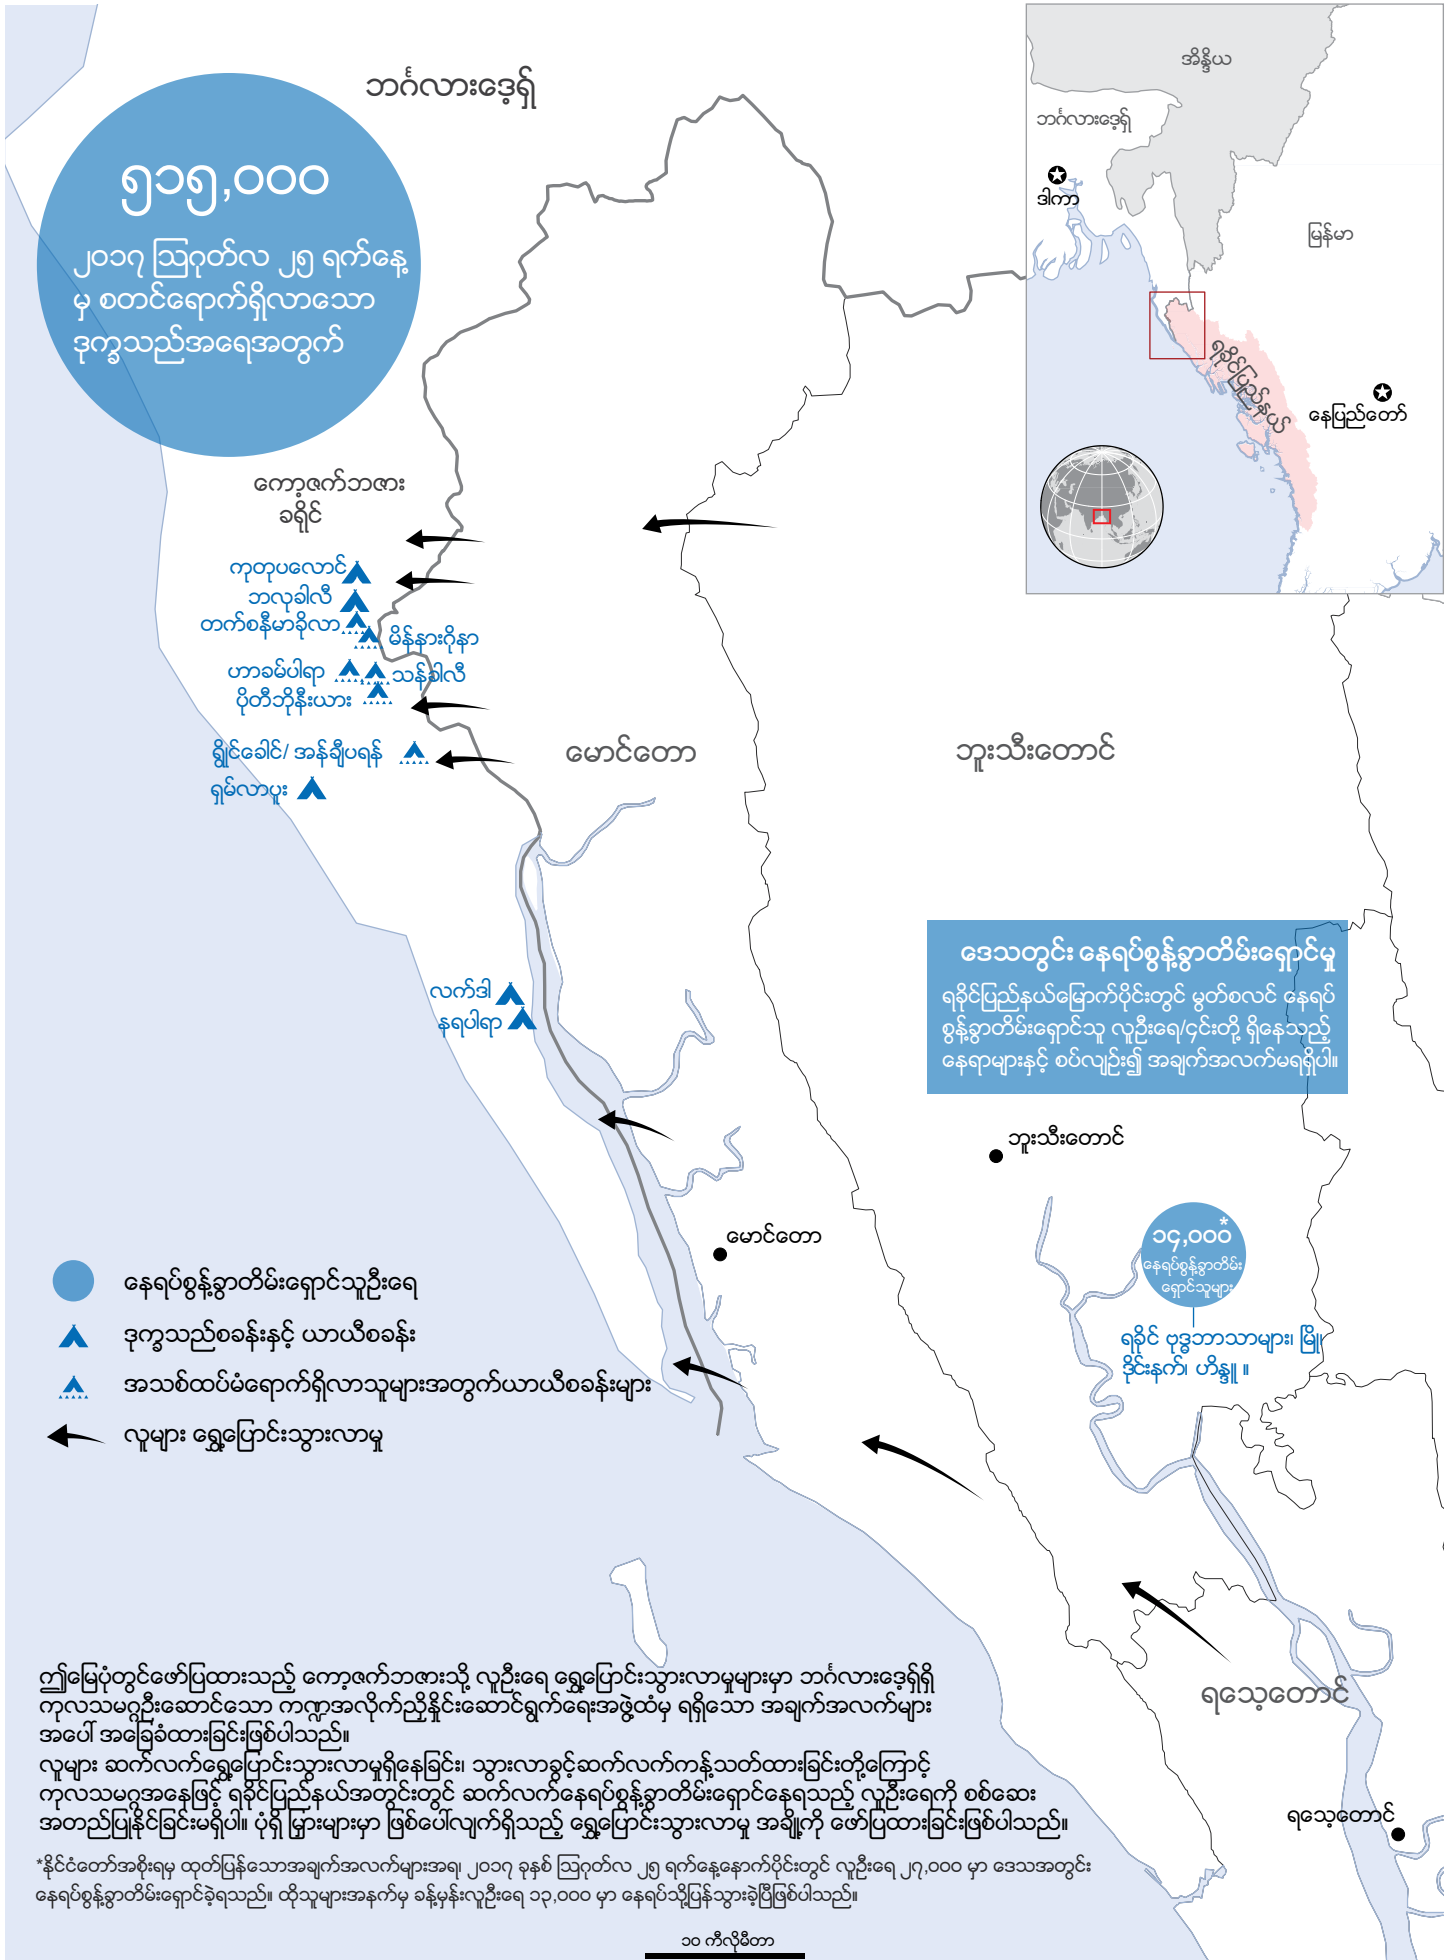 ဘင်္ဂလားဒေ့ရှ်
၅၁၅,၀၀၀
၂၀၁၇ ဩဂုတ်လ ၂၅ ရက်နေ့
မှ စတင်ရောက်ရှိလာသော
ဒုက္ခသည်အရေအတွက်
အိန္ဒိယ
ဘင်္ဂလားဒေ့ရှ်
ဒါကာ
မြန်မာ
ရခိုင်ပြည်နယ်
နေပြည်တော်
ကော့ဇက်ဘဇား
ခရိုင်
ကုတုပလောင်
ဘလုခါလီ
တက်စနီမာခိုလာ
မိန်နားဂိုနာ
ဟာခမ်ပါရာ
သန်ခါလီ
ပိုတီဘိုနီးယား
ရွိုင်ခေါင်/ အန်ချီပရန်
ရှမ်လာပူး
မောင်တော
ဘူးသီးတောင်
လက်ဒါ
နရပါရာ
ဒေသတွင်း နေရပ်စွန့်ခွာတိမ်းရှောင်မှု
ရခိုင်ပြည်နယ်မြောက်ပိုင်းတွင် မွတ်စလင် နေရပ်
စွန့်ခွာတိမ်းရှောင်သူ လူဦးရေ/၎င်းတို့ ရှိနေသည့်
နေရာများနှင့် စပ်လျဉ်း၍ အချက်အလက်မရရှိပါ။
ဘူးသီးတောင်
မောင်တော
၁၄,၀၀၀*
နေရပ်စွန့်ခွာတိမ်း
ရှောင်သူများ
ရခိုင် ဗုဒ္ဓဘာသာများ၊ မြို၊
ဒိုင်းနက်၊ ဟိန္ဒူ ။
နေရပ်စွန့်ခွာတိမ်းရှောင်သူဦးရေ
ဒုက္ခသည်စခန်းနှင့် ယာယီစခန်း
အသစ်ထပ်မံရောက်ရှိလာသူများအတွက်ယာယီစခန်းများ
လူများ ရွှေ့ပြောင်းသွားလာမှု
ရသေ့တောင်
ဤမြေပုံတွင်ဖော်ပြထားသည့် ကော့ဇက်ဘဇားသို့ လူဦးရေ ရွှေ့ပြောင်းသွားလာမှုများမှာ ဘင်္ဂလားဒေ့ရှ်ရှိ
ကုလသမဂ္ဂဦးဆောင်သော ကဏ္ဍအလိုက်ညှိနှိုင်းဆောင်ရွက်ရေးအဖွဲ့ထံမှ ရရှိသော အချက်အလက်များ
အပေါ် အခြေခံထားခြင်းဖြစ်ပါသည်။
လူများ ဆက်လက်ရွှေ့ပြောင်းသွားလာမှုရှိနေခြင်း၊ သွားလာခွင့်ဆက်လက်ကန့်သတ်ထားခြင်းတို့ကြောင့်
ကုလသမဂ္ဂအနေဖြင့် ရခိုင်ပြည်နယ်အတွင်းတွင် ဆက်လက်နေရပ်စွန့်ခွာတိမ်းရှောင်နေရသည့် လူဦးရေကို စစ်ဆေး
အတည်ပြုနိုင်ခြင်းမရှိပါ။ ပုံရှိ မြှားများမှာ ဖြစ်ပေါ်လျက်ရှိသည့် ရွှေ့ပြောင်းသွားလာမှု အချို့ကို ဖော်ပြထားခြင်းဖြစ်ပါသည်။
ရသေ့တောင်
*နိုင်ငံတော်အစိုးရမှ ထုတ်ပြန်သောအချက်အလက်များအရ၊ ၂၀၁၇ ခုနှစ် ဩဂုတ်လ ၂၅ ရက်နေ့နောက်ပိုင်းတွင် လူဦးရေ ၂၇,၀၀၀ မှာ ဒေသအတွင်း
နေရပ်စွန့်ခွာတိမ်းရှောင်ခဲ့ရသည်။ ထိုသူများအနက်မှ ခန့်မှန်းလူဦးရေ ၁၃,၀၀၀ မှာ နေရပ်သို့ပြန်သွားခဲ့ပြီဖြစ်ပါသည်။
၁၀ ကီလိုမီတာ